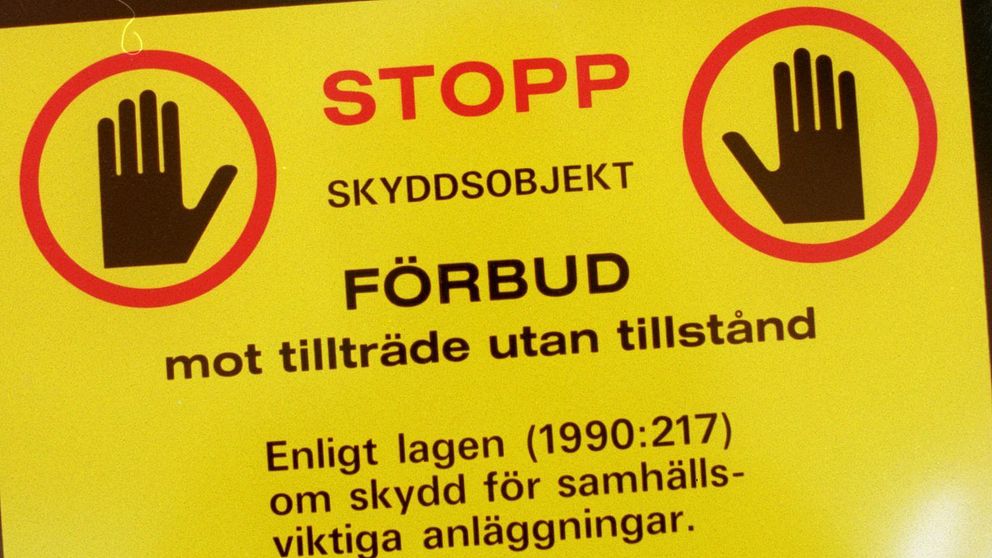 STOPP
SKYDDSOBJEKT
FÖRBUD
mot tillträde utan tillstånd
Enligt lagen (1990:217)
om skydd för samhälls-
viktiga anläggningar.